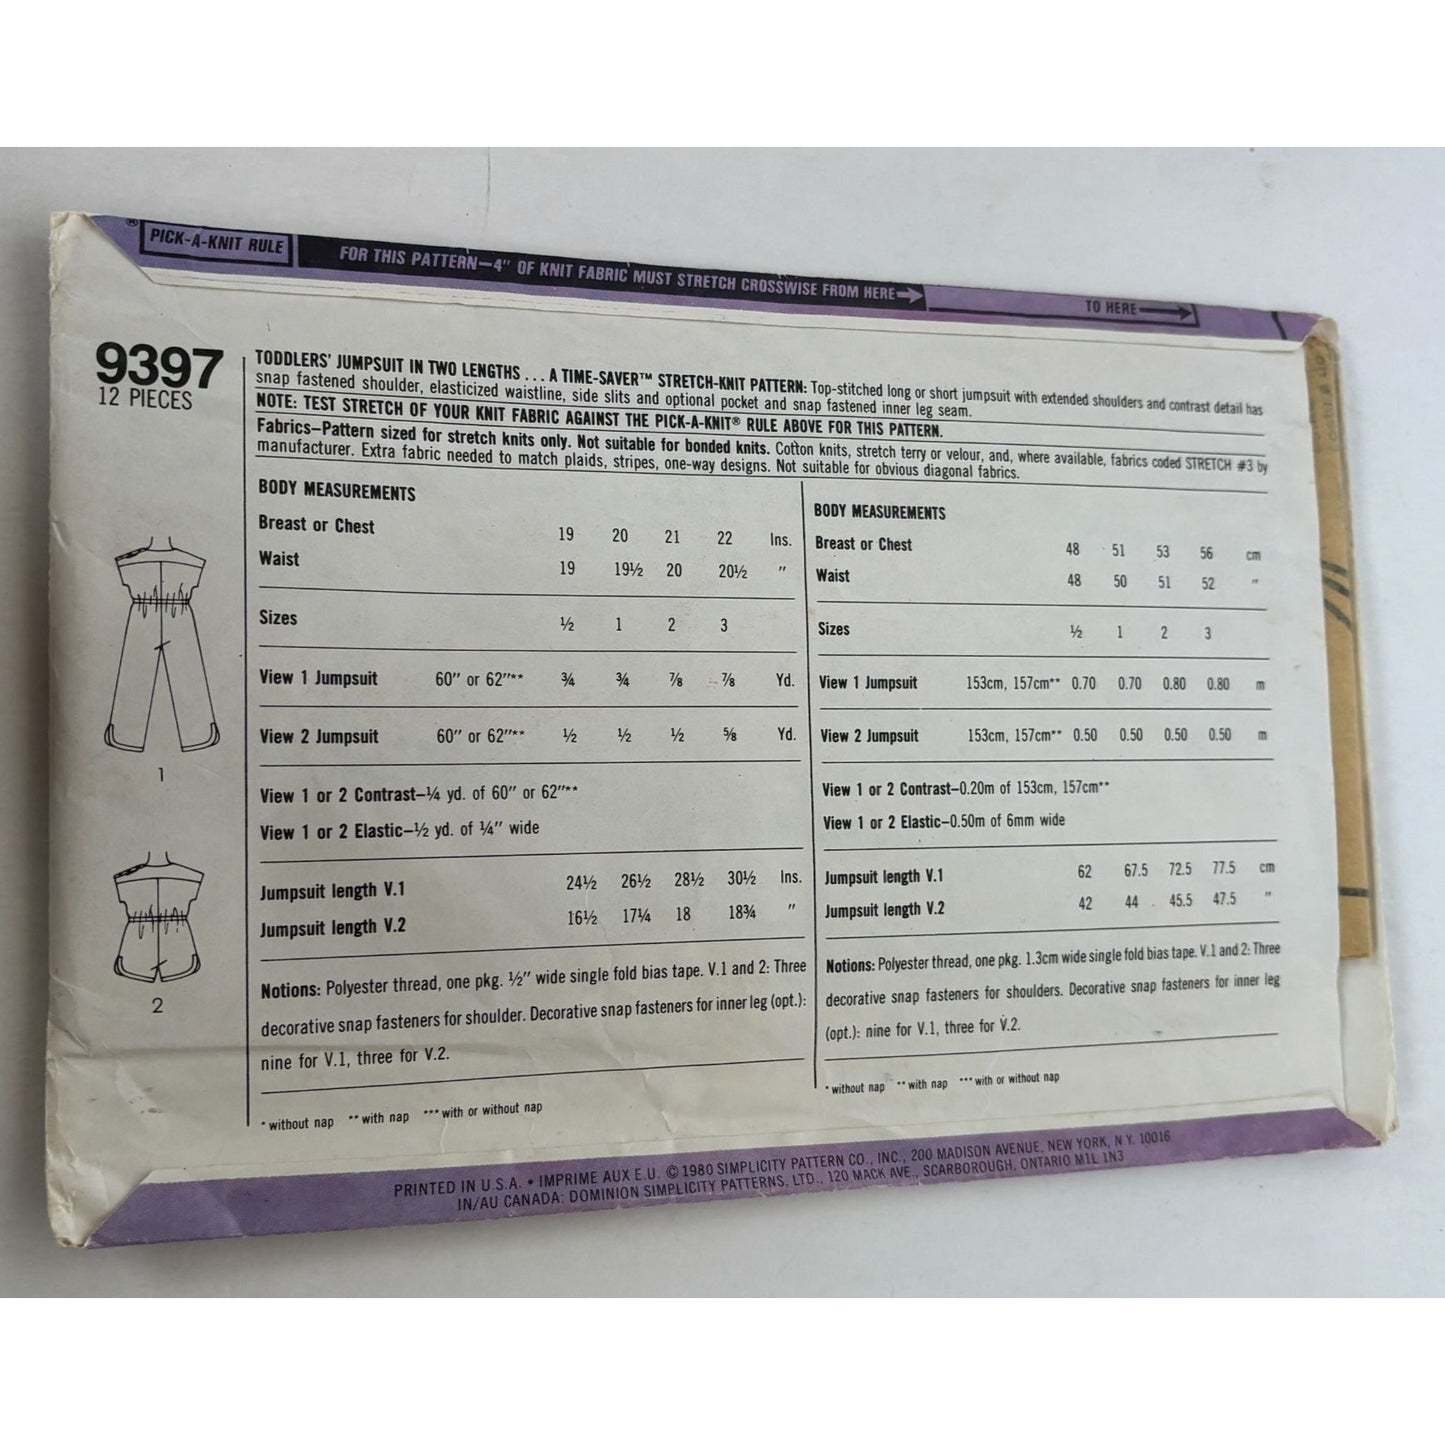 ® PICK-A-KNIT RULE FOR THIS PATTERN—4" OF KNIT FABRIC MUST STRETCH CROSSWISE FROM HERE→ TO HERE→
9397
12 PIECES
TODDLERS' JUMPSUIT IN TWO LENGTHS . . . A TIME-SAVER™ STRETCH-KNIT PATTERN: Top-stitched long or short jumpsuit with extended shoulders and contrast detail has
snap fastened shoulder, elasticized waistline, side slits and optional pocket and snap fastened inner leg seam.
NOTE: TEST STRETCH OF YOUR KNIT FABRIC AGAINST THE PICK-A-KNIT® RULE ABOVE FOR THIS PATTERN.
Fabrics—Pattern sized for stretch knits only. Not suitable for bonded knits. Cotton knits, stretch terry or velour, and, where available, fabrics coded STRETCH #3 by
manufacturer. Extra fabric needed to match plaids, stripes, one-way designs. Not suitable for obvious diagonal fabrics.
BODY MEASUREMENTS
Breast or Chest 19 20 21 22 Ins.
Waist 19 19½ 20 20½ "
Sizes ½ 1 2 3
View 1 Jumpsuit 60" or 62"** ¾ ¾ ⅞ ⅞ Yd.
View 2 Jumpsuit 60" or 62"** ½ ½ ½ ⅝ Yd.
View 1 or 2 Contrast—¼ yd. of 60" or 62"**
View 1 or 2 Elastic—½ yd. of ¼" wide
Jumpsuit length V.1 24½ 26½ 28½ 30½ Ins.
Jumpsuit length V.2 16½ 17¼ 18 18¾ "
Notions: Polyester thread, one pkg. ½" wide single fold bias tape. V.1 and 2: Three
decorative snap fasteners for shoulder. Decorative snap fasteners for inner leg (opt.):
nine for V.1, three for V.2.
*without nap **with nap ***with or without nap
BODY MEASUREMENTS
Breast or Chest 48 51 53 56 cm
Waist 48 50 51 52 "
Sizes ½ 1 2 3
View 1 Jumpsuit 153cm, 157cm** 0.70 0.70 0.80 0.80 m
View 2 Jumpsuit 153cm, 157cm** 0.50 0.50 0.50 0.50 m
View 1 or 2 Contrast—0.20m of 153cm, 157cm**
View 1 or 2 Elastic—0.50m of 6mm wide
Jumpsuit length V.1 62 67.5 72.5 77.5 cm
Jumpsuit length V.2 42 44 45.5 47.5 "
Notions: Polyester thread, one pkg. 1.3cm wide single fold bias tape. V.1 and 2: Three
decorative snap fasteners for shoulders. Decorative snap fasteners for inner leg
(opt.): nine for V.1, three for V.2.
*without nap **with nap ***with or without nap
1
2
PRINTED IN U.S.A. • IMPRIME AUX E.U. © 1980 SIMPLICITY PATTERN CO., INC., 200 MADISON AVENUE, NEW YORK, N.Y. 10016
IN/AU CANADA: DOMINION SIMPLICITY PATTERNS, LTD., 120 MACK AVE., SCARBOROUGH, ONTARIO M1L 1N3